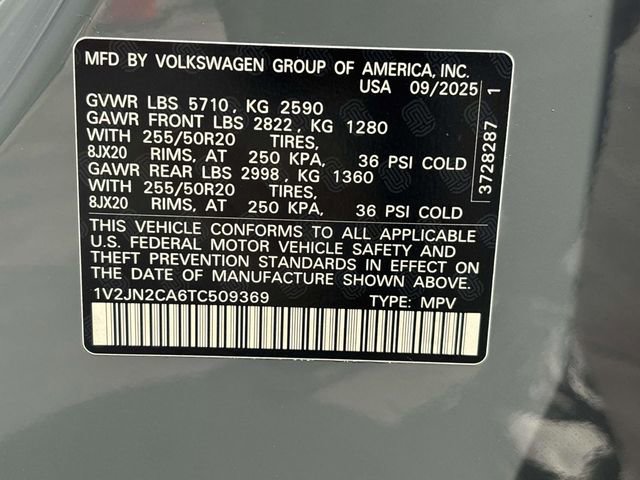 MFD BY VOLKSWAGEN GROUP OF AMERICA, INC.
USA 09/2025
GVWR LBS 5710, KG 2590
GAWR FRONT LBS 2822, KG 1280
WITH 255/50R20 TIRES,
8JX20 RIMS, AT 250 KPA, 36 PSI COLD
GAWR REAR LBS 2998, KG 1360
WITH 255/50R20 TIRES,
8JX20 RIMS, AT 250 KPA, 36 PSI COLD
THIS VEHICLE CONFORMS TO ALL APPLICABLE
U.S. FEDERAL MOTOR VEHICLE SAFETY AND
THEFT PREVENTION STANDARDS IN EFFECT ON
THE DATE OF MANUFACTURE SHOWN ABOVE.
1V2JN2CA6TC509369 TYPE: MPV
3728287 1